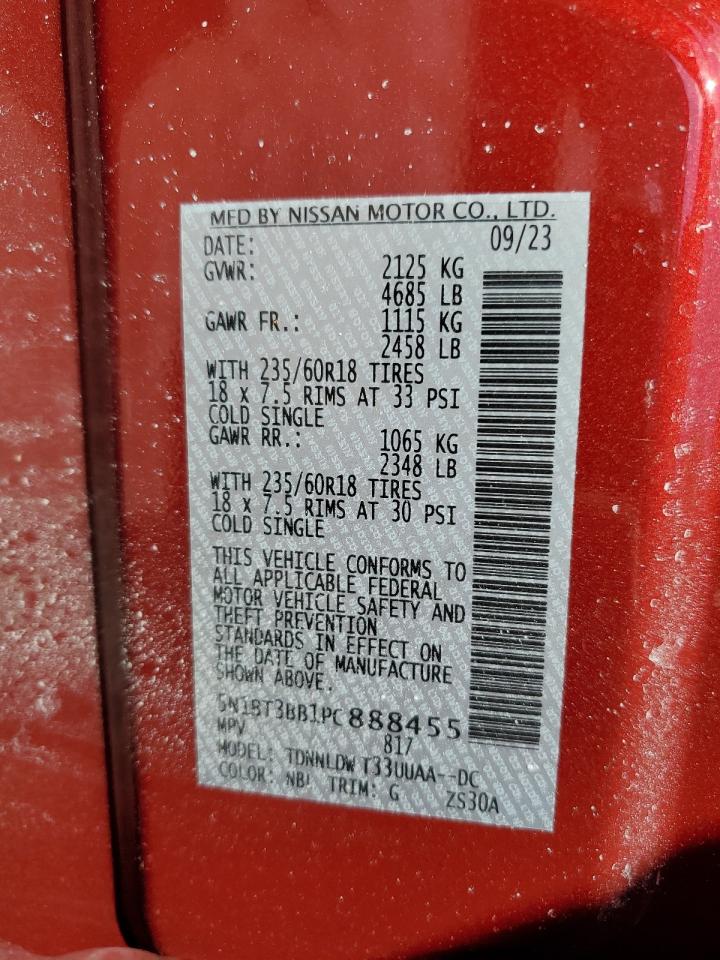 MFD BY NISSAN MOTOR CO., LTD.
DATE: 09/23
GVWR: 2125 KG
4685 LB
GAWR FR.: 1115 KG
2458 LB
WITH 235/60R18 TIRES
18 x 7.5 RIMS AT 33 PSI
COLD SINGLE
GAWR RR.: 1065 KG
2348 LB
WITH 235/60R18 TIRES
18 x 7.5 RIMS AT 30 PSI
COLD SINGLE
THIS VEHICLE CONFORMS TO
ALL APPLICABLE FEDERAL
MOTOR VEHICLE SAFETY AND
THEFT PREVENTION
STANDARDS IN EFFECT ON
THE DATE OF MANUFACTURE
SHOWN ABOVE.
5N1BT3BB1PC888455
MPV 817
MODEL: TDNNLDW T33UUAA--DC
COLOR: NBL TRIM: G ZS30A